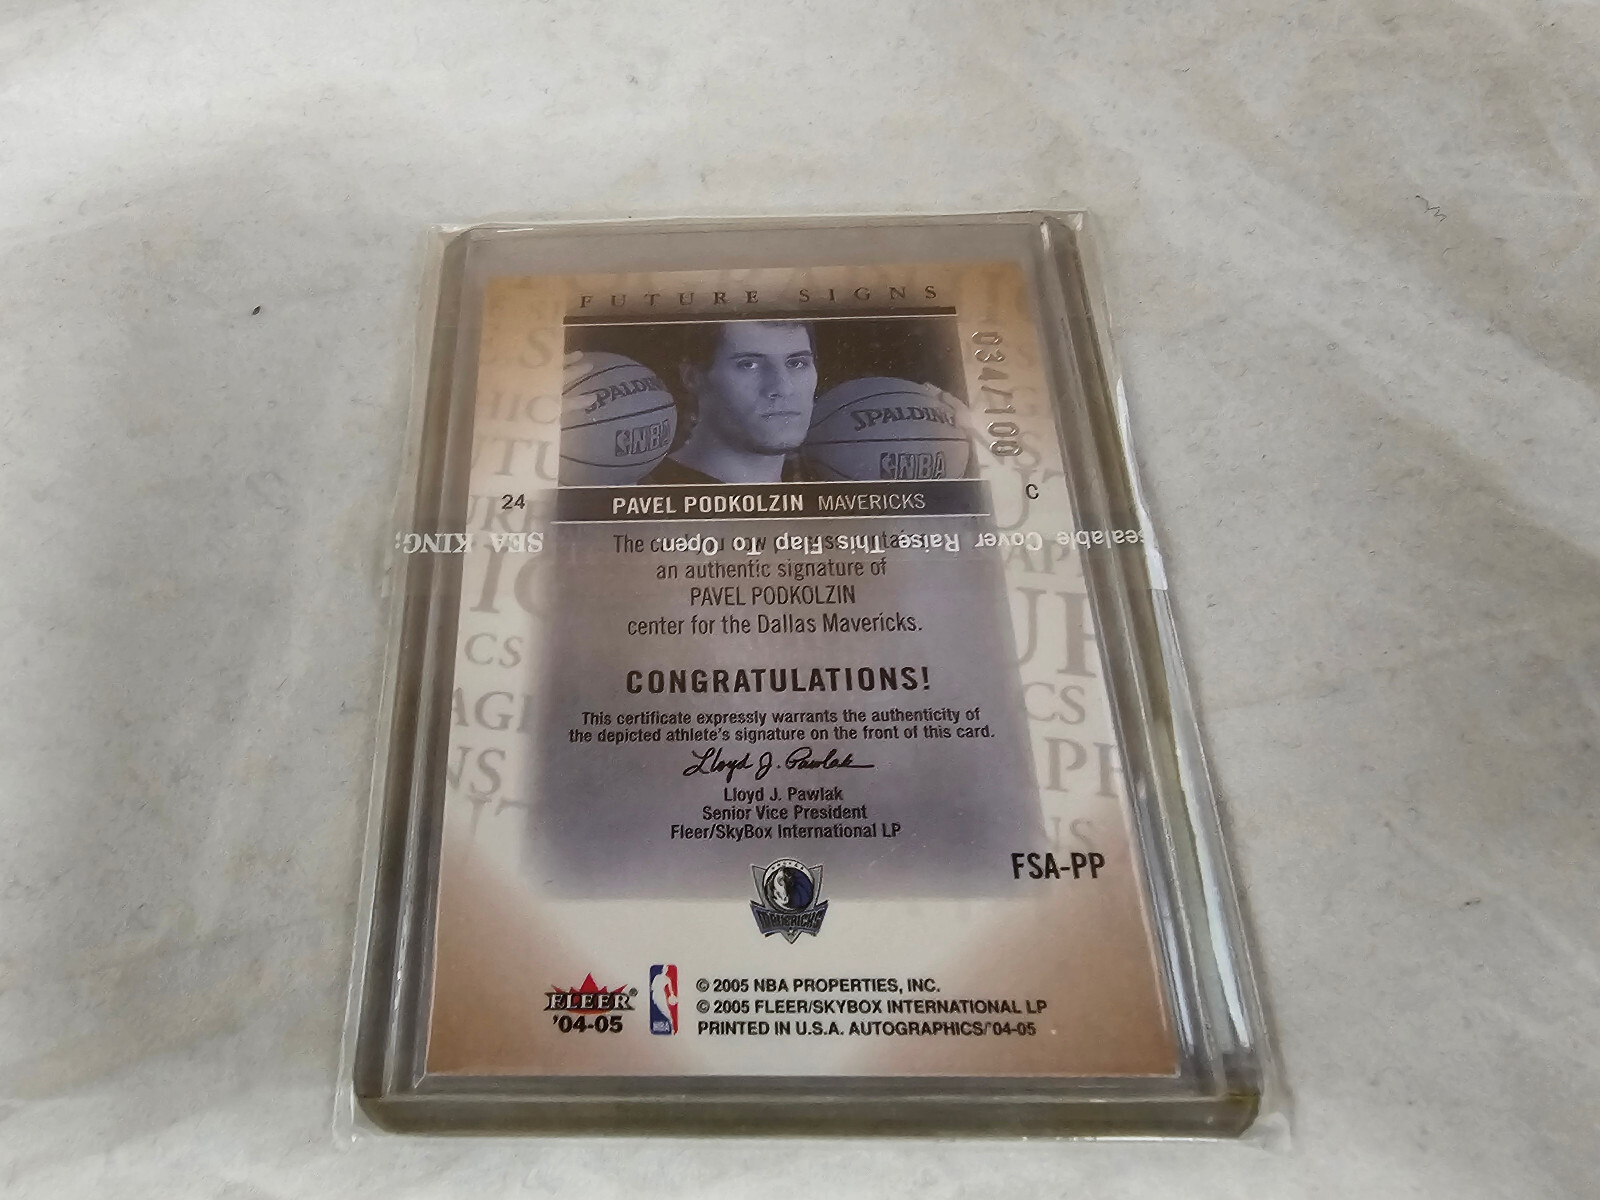 FUTURE SIGNS
034/100
SPALDING
NBA
SPALDING
NBA
24
PAVEL PODKOLZIN MAVERICKS
C
SEA KING,
ealable Cover Raise This Flap To Open.
The
an authentic signature of
PAVEL PODKOLZIN
center for the Dallas Mavericks.
CONGRATULATIONS!
This certificate expressly warrants the authenticity of
the depicted athlete's signature on the front of this card.
Lloyd J. Pawlak
Lloyd J. Pawlak
Senior Vice President
Fleer/SkyBox International LP
FSA-PP
MAVERICKS
FLEER®
'04-05
NBA
© 2005 NBA PROPERTIES, INC.
© 2005 FLEER/SKYBOX INTERNATIONAL LP
PRINTED IN U.S.A. AUTOGRAPHICS/'04-05